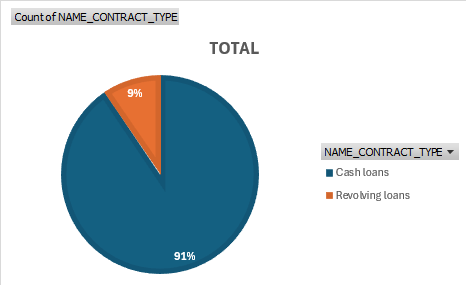 Count of NAME_CONTRACT_TYPE
TOTAL
9%
NAME_CONTRACT_TYPE
Cash loans
Revolving loans
91%